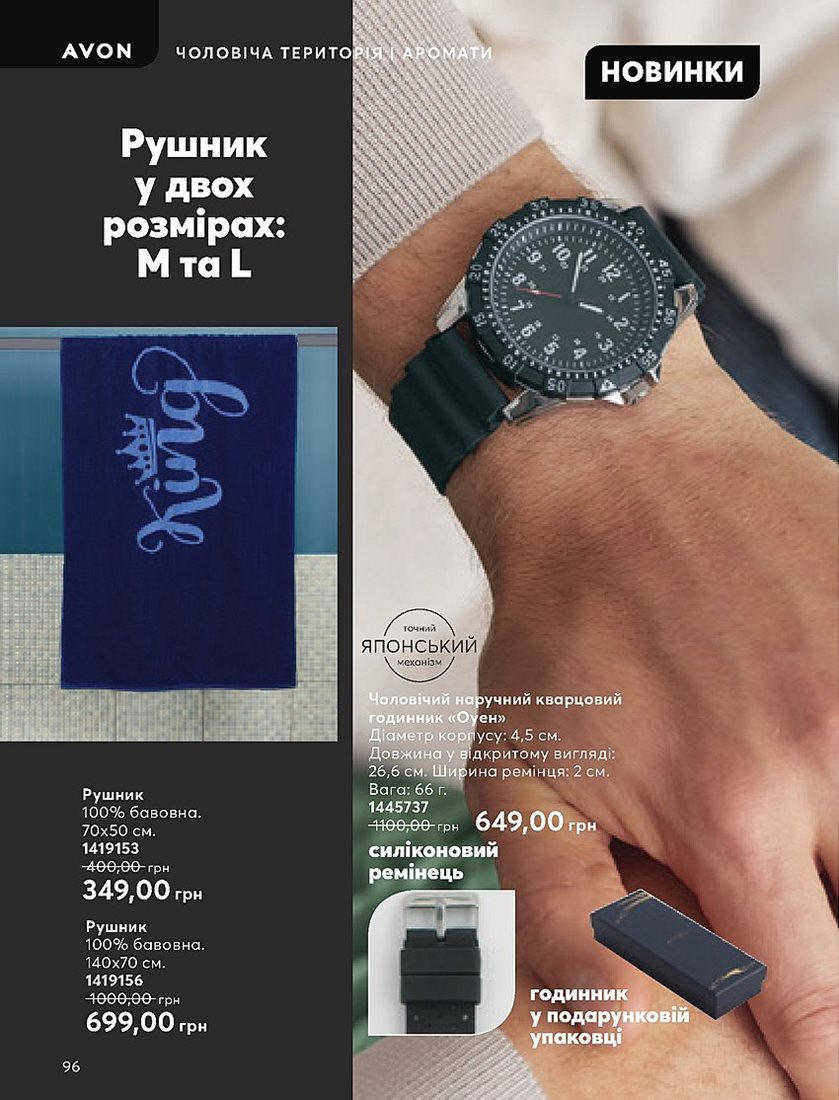 AVON
ЧОЛОВІЧА ТЕРИТОРІЯ І АРОМАТИ
НОВИНКИ
Рушник
у двох
розмірах:
M та L
King
точний
ЯПОНСЬКИЙ
механізм
Чоловічий наручний кварцовий
годинник «Оуен»
Діаметр корпусу: 4,5 см.
Довжина у відкритому вигляді:
26,6 см. Ширина ремінця: 2 см.
Вага: 66 г.
1445737
1100,00 грн 649,00 грн
силіконовий
ремінець
Рушник
100% бавовна.
70х50 см.
1419153
400,00 грн
349,00 грн
Рушник
100% бавовна.
140х70 см.
1419156
1000,00 грн
699,00 грн
годинник
у подарунковій
упаковці
96